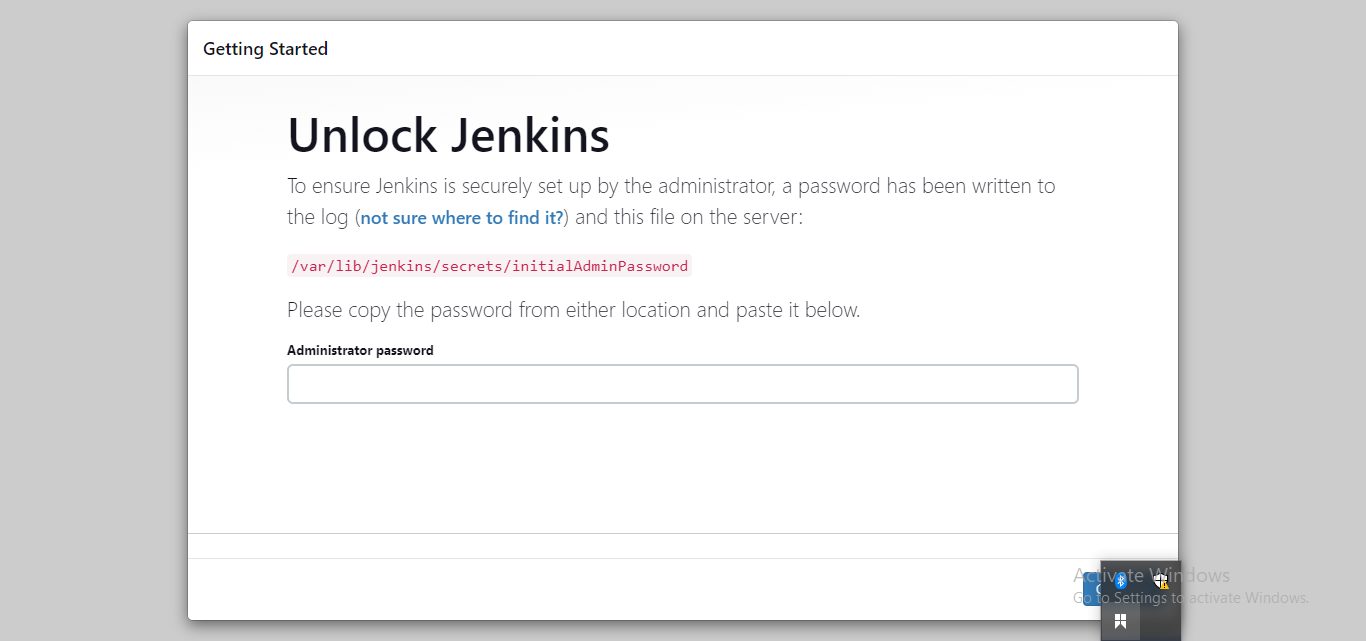 Getting Started
Unlock Jenkins
To ensure Jenkins is securely set up by the administrator, a password has been written to
the log (not sure where to find it?) and this file on the server:
/var/lib/jenkins/secrets/initialAdminPassword
Please copy the password from either location and paste it below.
Administrator password
Activate Windows
Go to Settings to activate Windows.